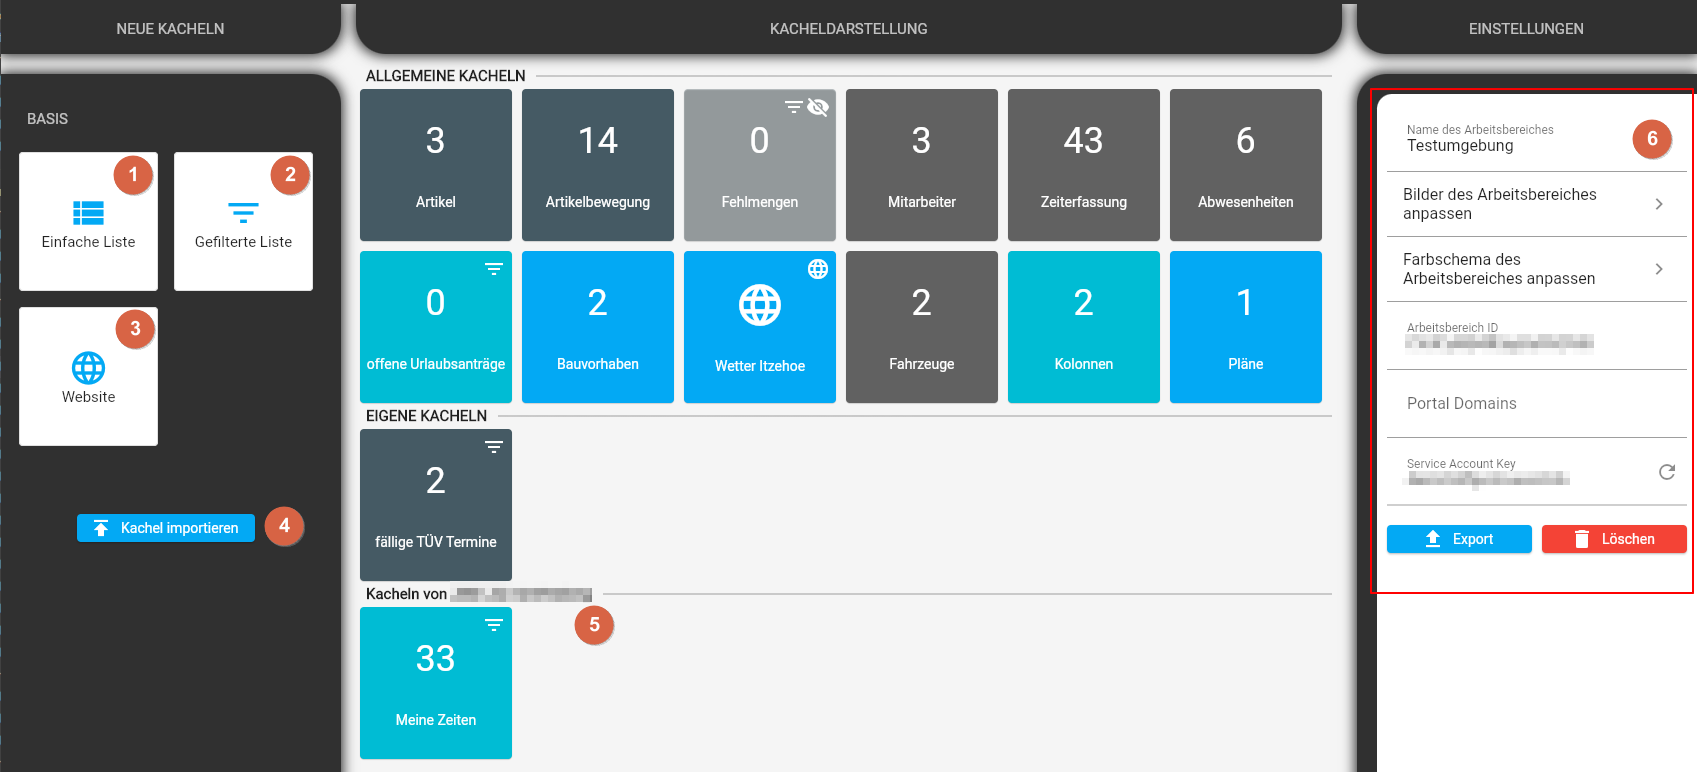 NEUE KACHELN
KACHELDARSTELLUNG
EINSTELLUNGEN
BASIS
1
Einfache Liste
2
Gefilterte Liste
3
Website
Kachel importieren
4
ALLGEMEINE KACHELN
3
Artikel
14
Artikelbewegung
0
Fehlmengen
3
Mitarbeiter
43
Zeiterfassung
6
Abwesenheiten
0
offene Urlaubsanträge
2
Bauvorhaben
Wetter Itzehoe
2
Fahrzeuge
2
Kolonnen
1
Pläne
EIGENE KACHELN
2
fällige TÜV Termine
Kacheln von
5
33
Meine Zeiten
Name des Arbeitsbereiches
Testumgebung
6
Bilder des Arbeitsbereiches
anpassen
Farbschema des
Arbeitsbereiches anpassen
Arbeitsbereich ID
Portal Domains
Service Account Key
Export
Löschen